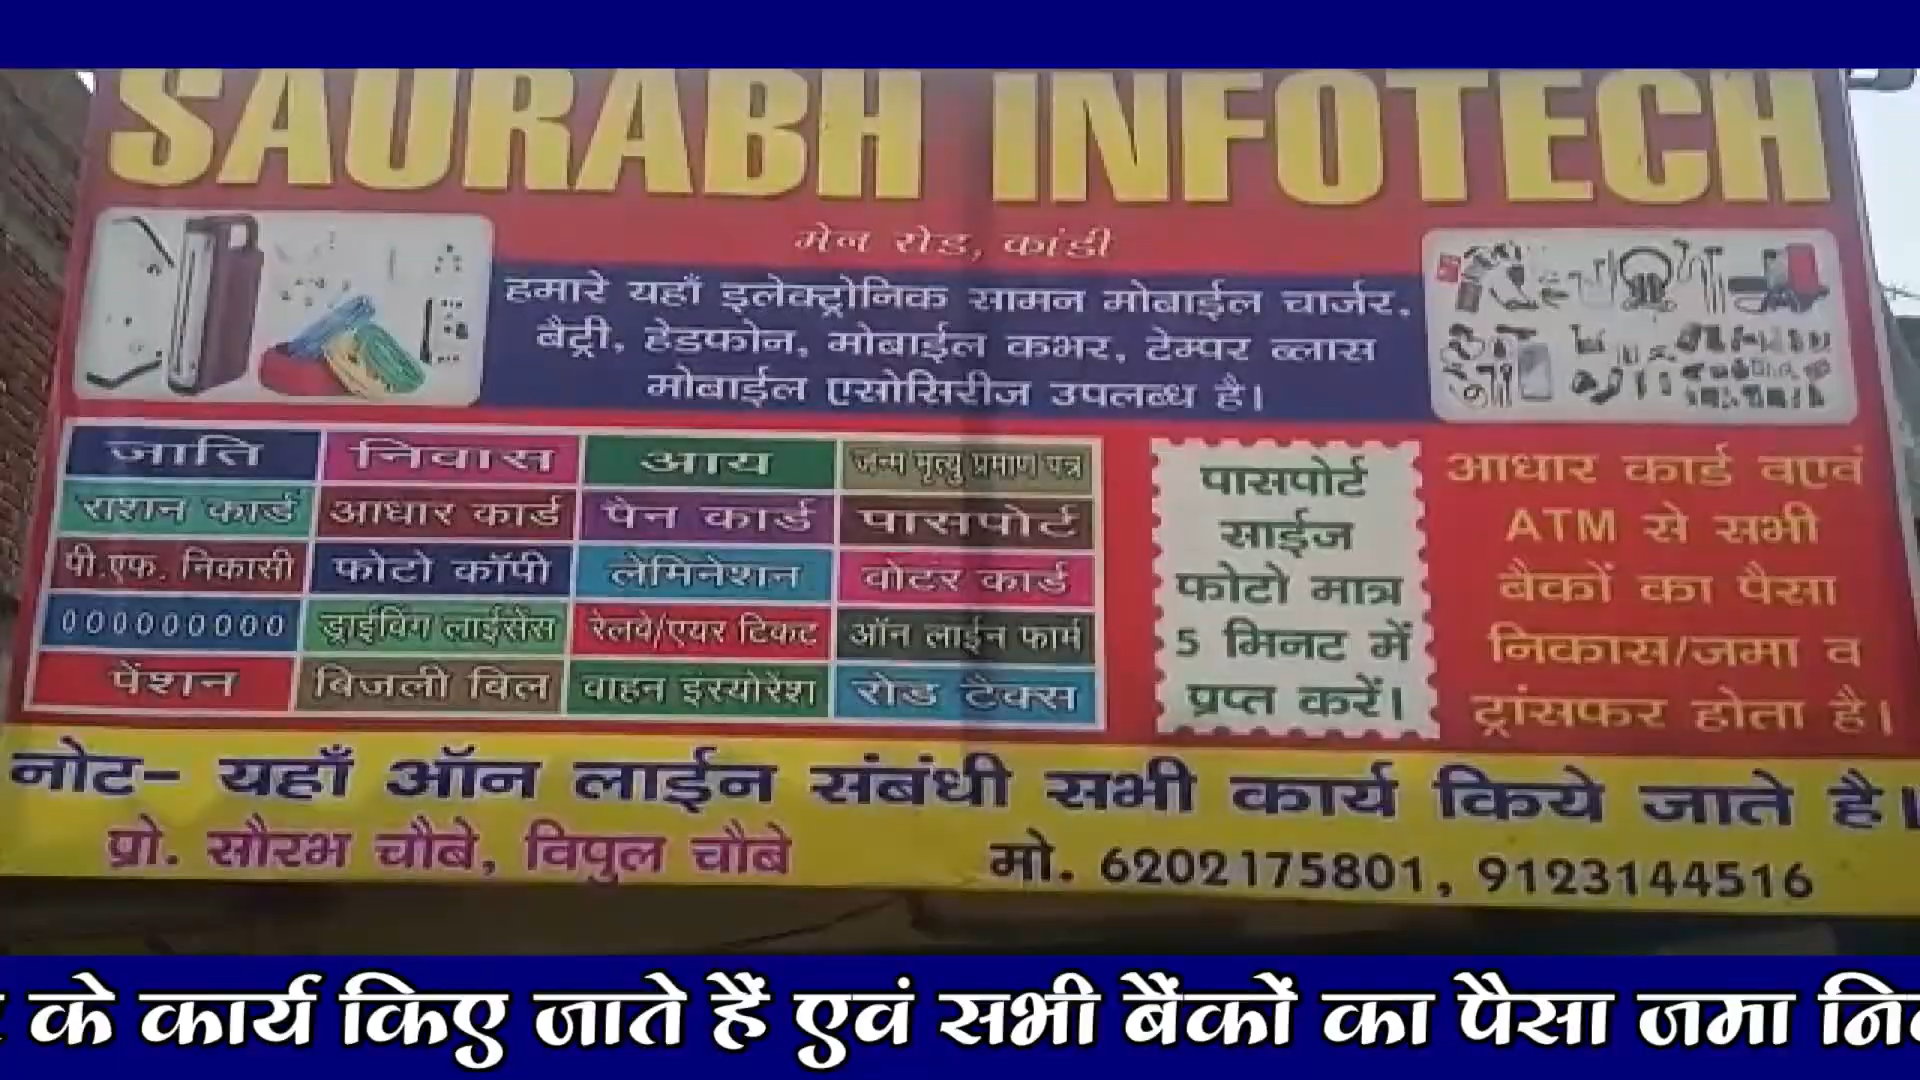 SAURABH INFOTECH
मेन रोड, कांडी
हमारे यहाँ इलेक्ट्रोनिक सामन मोबाईल चार्जर,
बैट्री, हेडफोन, मोबाईल कभर, टेम्पर ब्लास
मोबाईल एसोसिरीज उपलब्ध है।
जाति निवास आय जन्म मृत्यु प्रमाण पत्र
राशन कार्ड आधार कार्ड पैन कार्ड पासपोर्ट
पी.एफ. निकासी फोटो कॉपी लेमिनेशन वोटर कार्ड
0000000000 ड्राईविंग लाईसेंस रेलवे/एयर टिकट ऑन लाईन फार्म
पेंशन बिजली विल वाहन इंश्योरेंश रोड टैक्स
पासपोर्ट
साईज
फोटो मात्र
5 मिनट में
प्रप्त करें।
आधार कार्ड वएवं
ATM से सभी
बैकों का पैसा
निकास/जमा व
ट्रांसफर होता है।
नोट– यहाँ ऑन लाईन संबंधी सभी कार्य किये जाते है।
प्रो. सौरभ चौबे, विपुल चौबे मो. 6202175801, 9123144516
के कार्य किए जाते हैं एवं सभी बैंकों का पैसा जमा